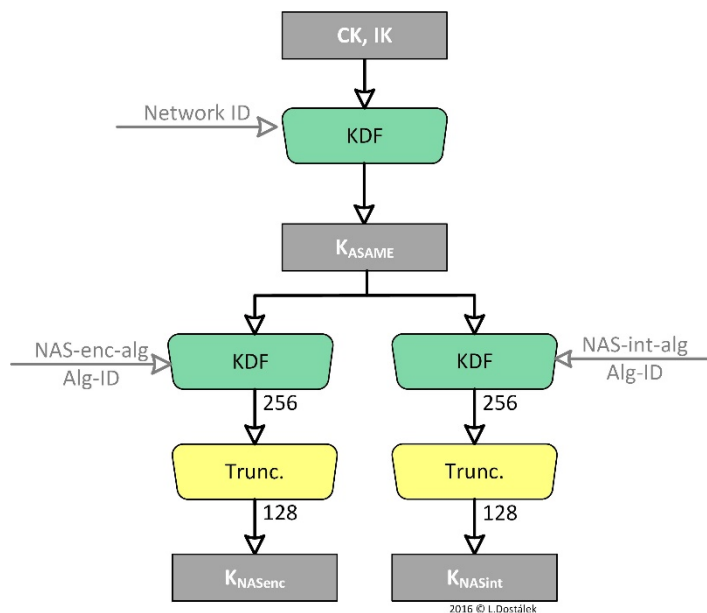 CK, IK
Network ID
KDF
KASAME
NAS-enc-alg
Alg-ID
KDF
KDF
NAS-int-alg
Alg-ID
256
256
Trunc.
Trunc.
128
128
KNASenc
KNASint
2016 © L.Dostálek